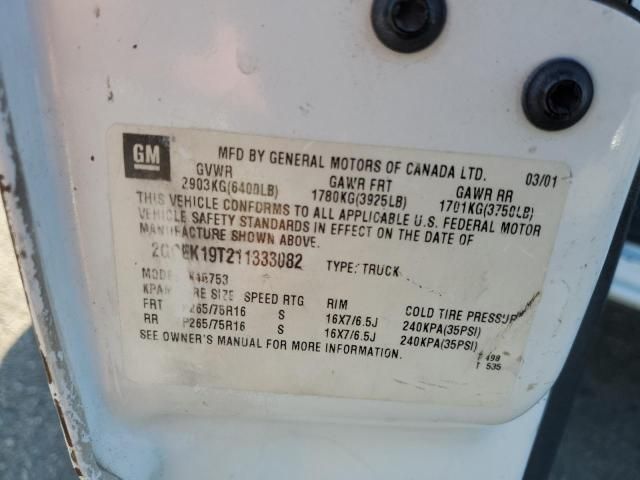 GM
MFD BY GENERAL MOTORS OF CANADA LTD. 03/01
GVWR GAWR FRT GAWR RR
2903KG(6400LB) 1780KG(3925LB) 1701KG(3750LB)
THIS VEHICLE CONFORMS TO ALL APPLICABLE U.S. FEDERAL MOTOR
VEHICLE SAFETY STANDARDS IN EFFECT ON THE DATE OF
MANUFACTURE SHOWN ABOVE.
TYPE: TRUCK
SPEED RTG RIM COLD TIRE PRESSURE
FRT P265/75R16 S 16X7/6.5J 240KPA(35PSI)
RR P265/75R16 S 16X7/6.5J 240KPA(35PSI)
SEE OWNER'S MANUAL FOR MORE INFORMATION.
498
T 535